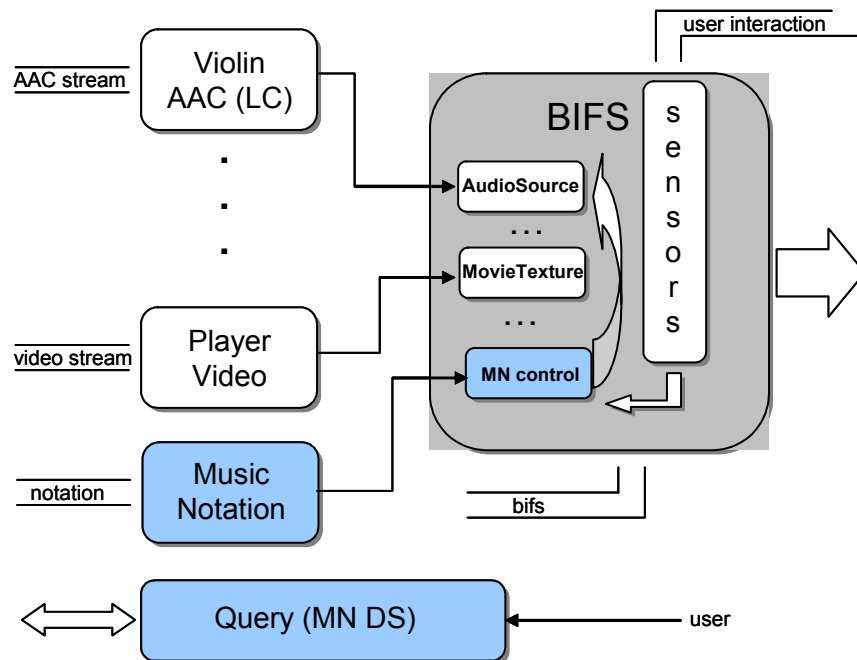 user interaction
AAC stream
Violin
AAC (LC)
BIFS
sensors
AudioSource
...
MovieTexture
...
video stream
Player
Video
MN control
notation
Music
Notation
bifs
Query (MN DS)
user